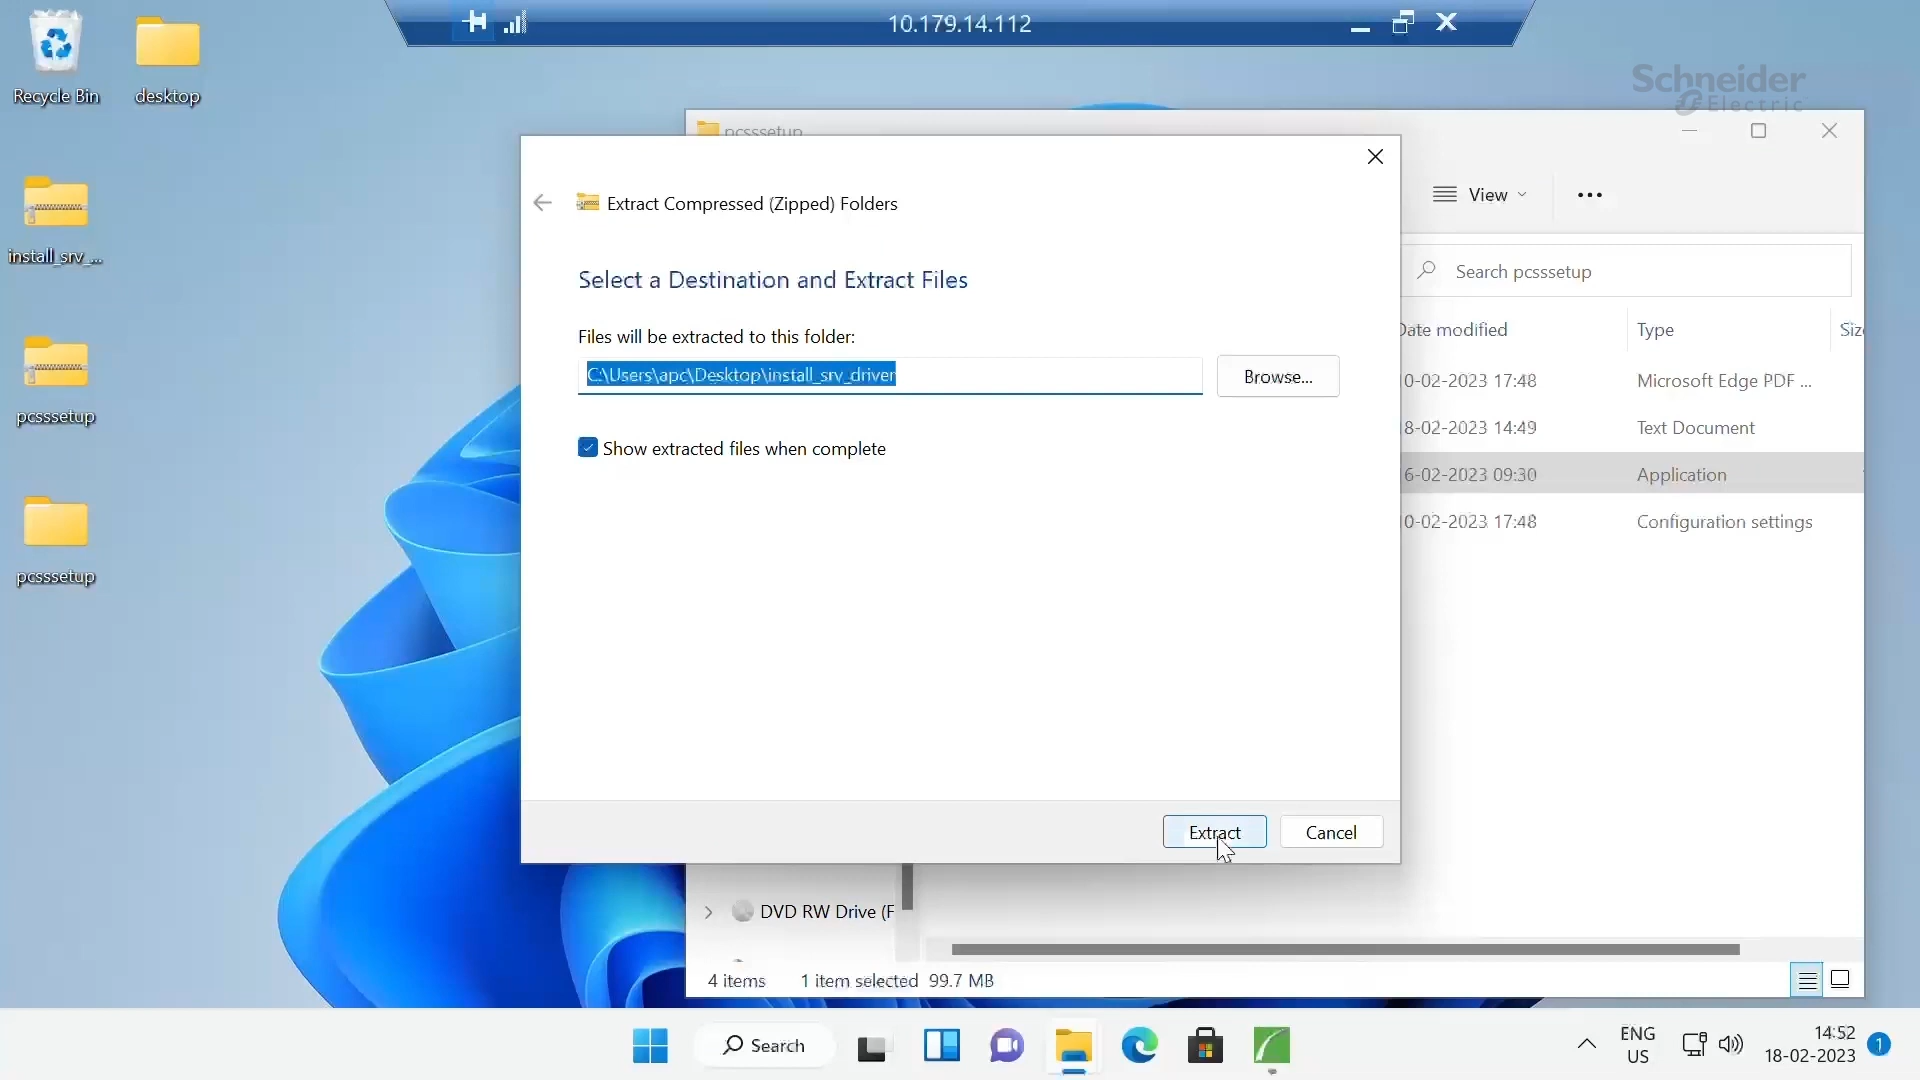 10.179.14.112
Schneider
Electric
Recycle Bin
desktop
install_srv_...
pcsssetup
pcsssetup
pcsssetup
View
Search pcsssetup
Extract Compressed (Zipped) Folders
Select a Destination and Extract Files
Files will be extracted to this folder:
C:\Users\apc\Desktop\install_srv_driver
Browse...
Show extracted files when complete
Extract
Cancel
Date modified
Type
0-02-2023 17:48
Microsoft Edge PDF ...
8-02-2023 14:49
Text Document
6-02-2023 09:30
Application
0-02-2023 17:48
Configuration settings
DVD RW Drive (F
4 items
1 item selected 99.7 MB
Search
ENG
US
14:52
18-02-2023
1